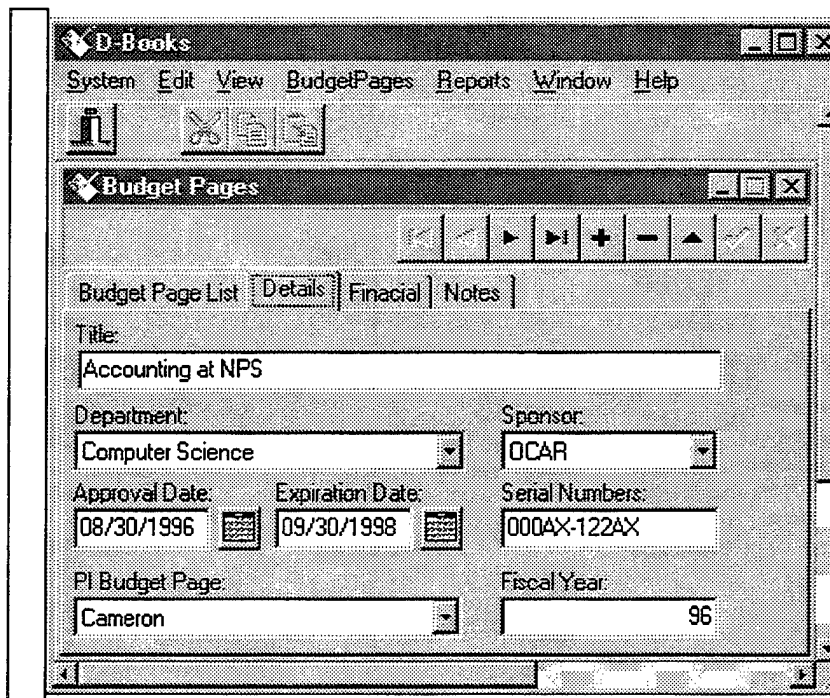 D-Books
System Edit View BudgetPages Reports Window Help
Budget Pages
Budget Page List Details Finacial Notes
Title:
Accounting at NPS
Department: Sponsor:
Computer Science OCAR
Approval Date: Expiration Date: Serial Numbers:
08/30/1996 09/30/1998 000AX-122AX
PI Budget Page: Fiscal Year:
Cameron 96